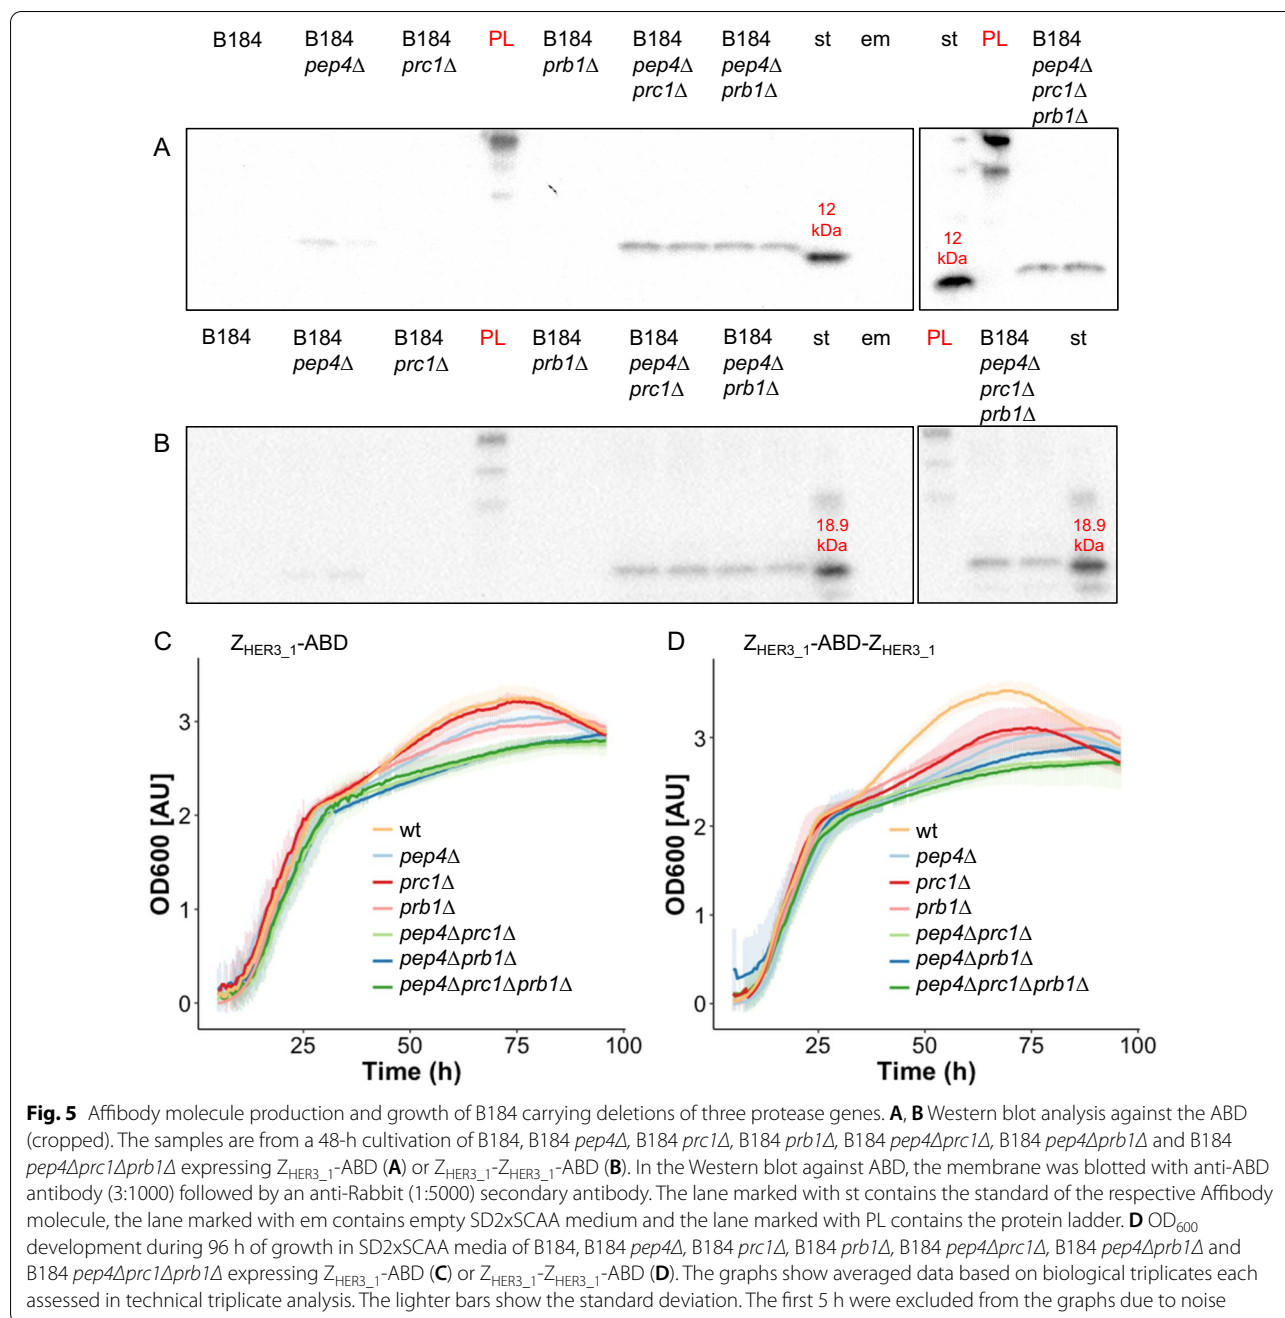 B184 B184 B184 PL B184 B184 B184 st em st PL B184
pep4Δ prc1Δ prb1Δ pep4Δ pep4Δ pep4Δ
prc1Δ prb1Δ prc1Δ
prb1Δ
A
12
kDa
12
kDa
B184 B184 B184 PL B184 B184 B184 st em PL B184 st
pep4Δ prc1Δ prb1Δ pep4Δ pep4Δ pep4Δ
prc1Δ prb1Δ prc1Δ
prb1Δ
B
18.9
kDa
18.9
kDa
C ZHER3_1-ABD
OD600 [AU]
3
2
1
0
wt
pep4Δ
prc1Δ
prb1Δ
pep4Δprc1Δ
pep4Δprb1Δ
pep4Δprc1Δprb1Δ
25 50 75 100
Time (h)
D ZHER3_1-ABD-ZHER3_1
OD600 [AU]
3
2
1
0
wt
pep4Δ
prc1Δ
prb1Δ
pep4Δprc1Δ
pep4Δprb1Δ
pep4Δprc1Δprb1Δ
25 50 75 100
Time (h)
Fig. 5 Affibody molecule production and growth of B184 carrying deletions of three protease genes. A, B Western blot analysis against the ABD
(cropped). The samples are from a 48-h cultivation of B184, B184 pep4Δ, B184 prc1Δ, B184 prb1Δ, B184 pep4Δprc1Δ, B184 pep4Δprb1Δ and B184
pep4Δprc1Δprb1Δ expressing ZHER3_1-ABD (A) or ZHER3_1-ZHER3_1-ABD (B). In the Western blot against ABD, the membrane was blotted with anti-ABD
antibody (3:1000) followed by an anti-Rabbit (1:5000) secondary antibody. The lane marked with st contains the standard of the respective Affibody
molecule, the lane marked with em contains empty SD2xSCAA medium and the lane marked with PL contains the protein ladder. D OD600
development during 96 h of growth in SD2xSCAA media of B184, B184 pep4Δ, B184 prc1Δ, B184 prb1Δ, B184 pep4Δprc1Δ, B184 pep4Δprb1Δ and
B184 pep4Δprc1Δprb1Δ expressing ZHER3_1-ABD (C) or ZHER3_1-ZHER3_1-ABD (D). The graphs show averaged data based on biological triplicates each
assessed in technical triplicate analysis. The lighter bars show the standard deviation. The first 5 h were excluded from the graphs due to noise